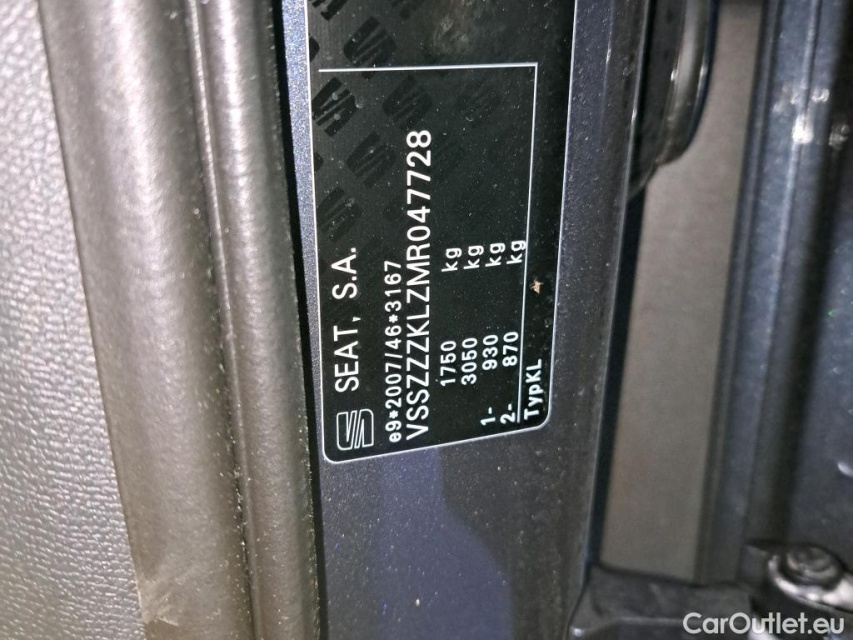 SEAT, S.A.
e9*2007/46*3167
VSSZZZKLZMR047728
1750 kg
3050 kg
1- 930 kg
2- 870 kg
TypKL
CarOutlet.eu